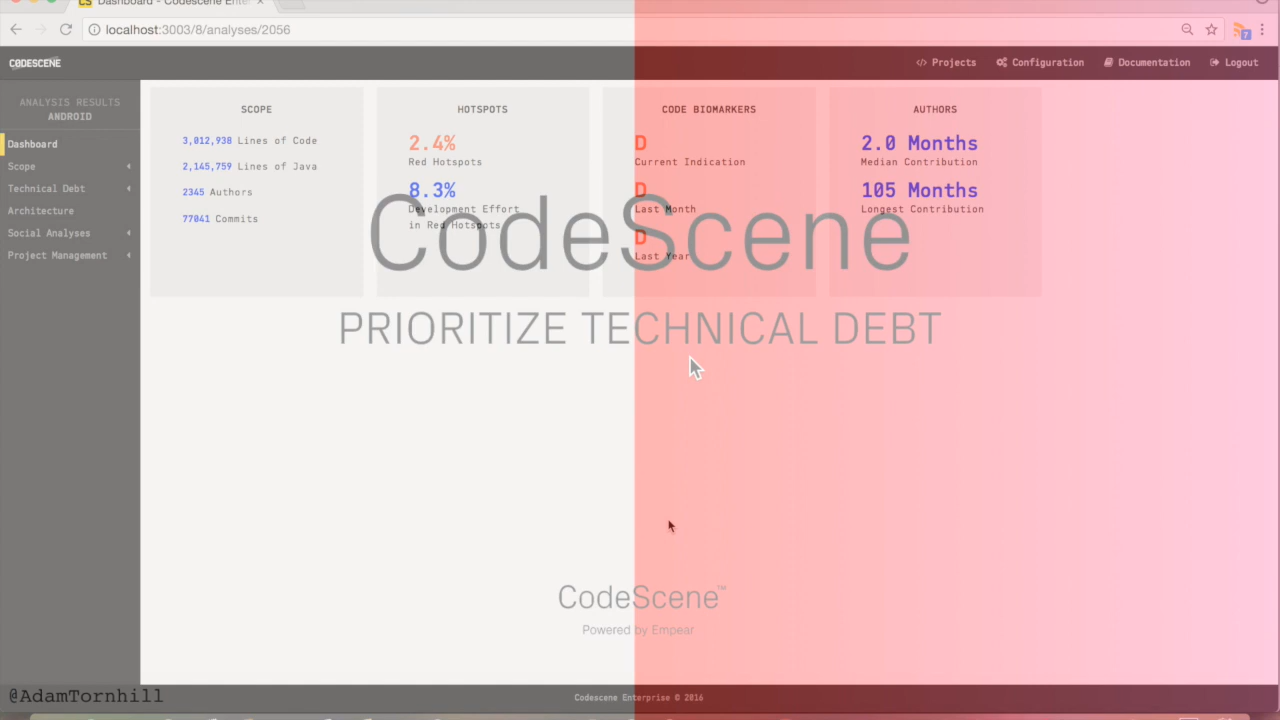 Dashboard - Codescene Ente
localhost:3003/8/analyses/2056
7
CODESCENE
Projects
Configuration
Documentation
Logout
ANALYSIS RESULTS
ANDROID
Dashboard
Scope
Technical Debt
Architecture
Social Analyses
Project Management
SCOPE
3,012,938 Lines of Code
2,145,759 Lines of Java
2345 Authors
77041 Commits
HOTSPOTS
2.4%
Red Hotspots
8.3%
Development Effort
in Red Hotspots
CODE BIOMARKERS
D
Current Indication
D
Last Month
D
Last Year
AUTHORS
2.0 Months
Median Contribution
105 Months
Longest Contribution
CodeScene
PRIORITIZE TECHNICAL DEBT
CodeScene™
Powered by Empear
@AdamTornhill
Codescene Enterprise © 2016